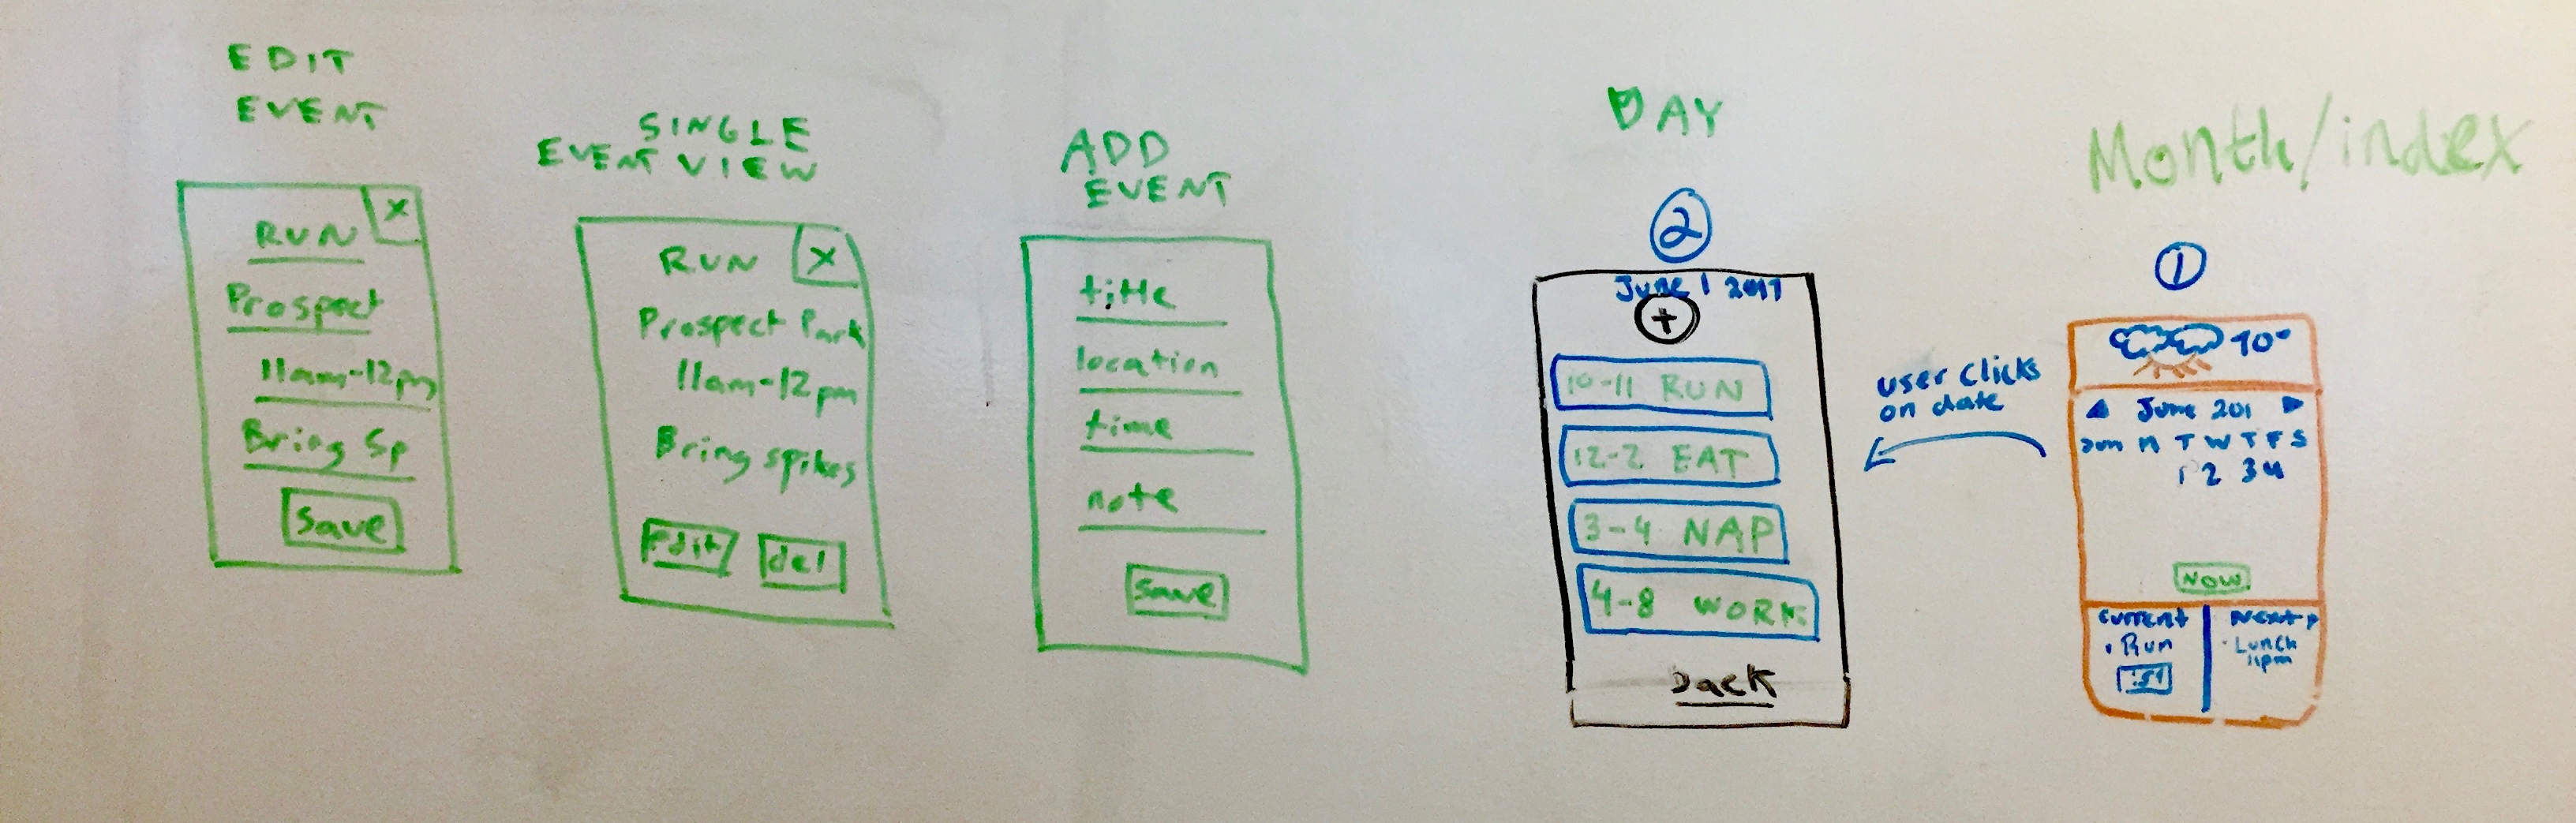 EDIT
EVENT
X
RUN
Prospect
11am-12pm
Bring Sp
Save
SINGLE
EVENT VIEW
RUN
X
Prospect Park
11am-12pm
Bring spikes
Edit
del
ADD
EVENT
title
location
time
note
Save
DAY
2
June 1 2017
+
10-11 RUN
12-2 EAT
3-4 NAP
4-8 WORK
back
user clicks
on date
Month/index
1
90°
June 201
Sun M T W T F S
1 2 3 4
NOW
Current
Run
Next
Lunch